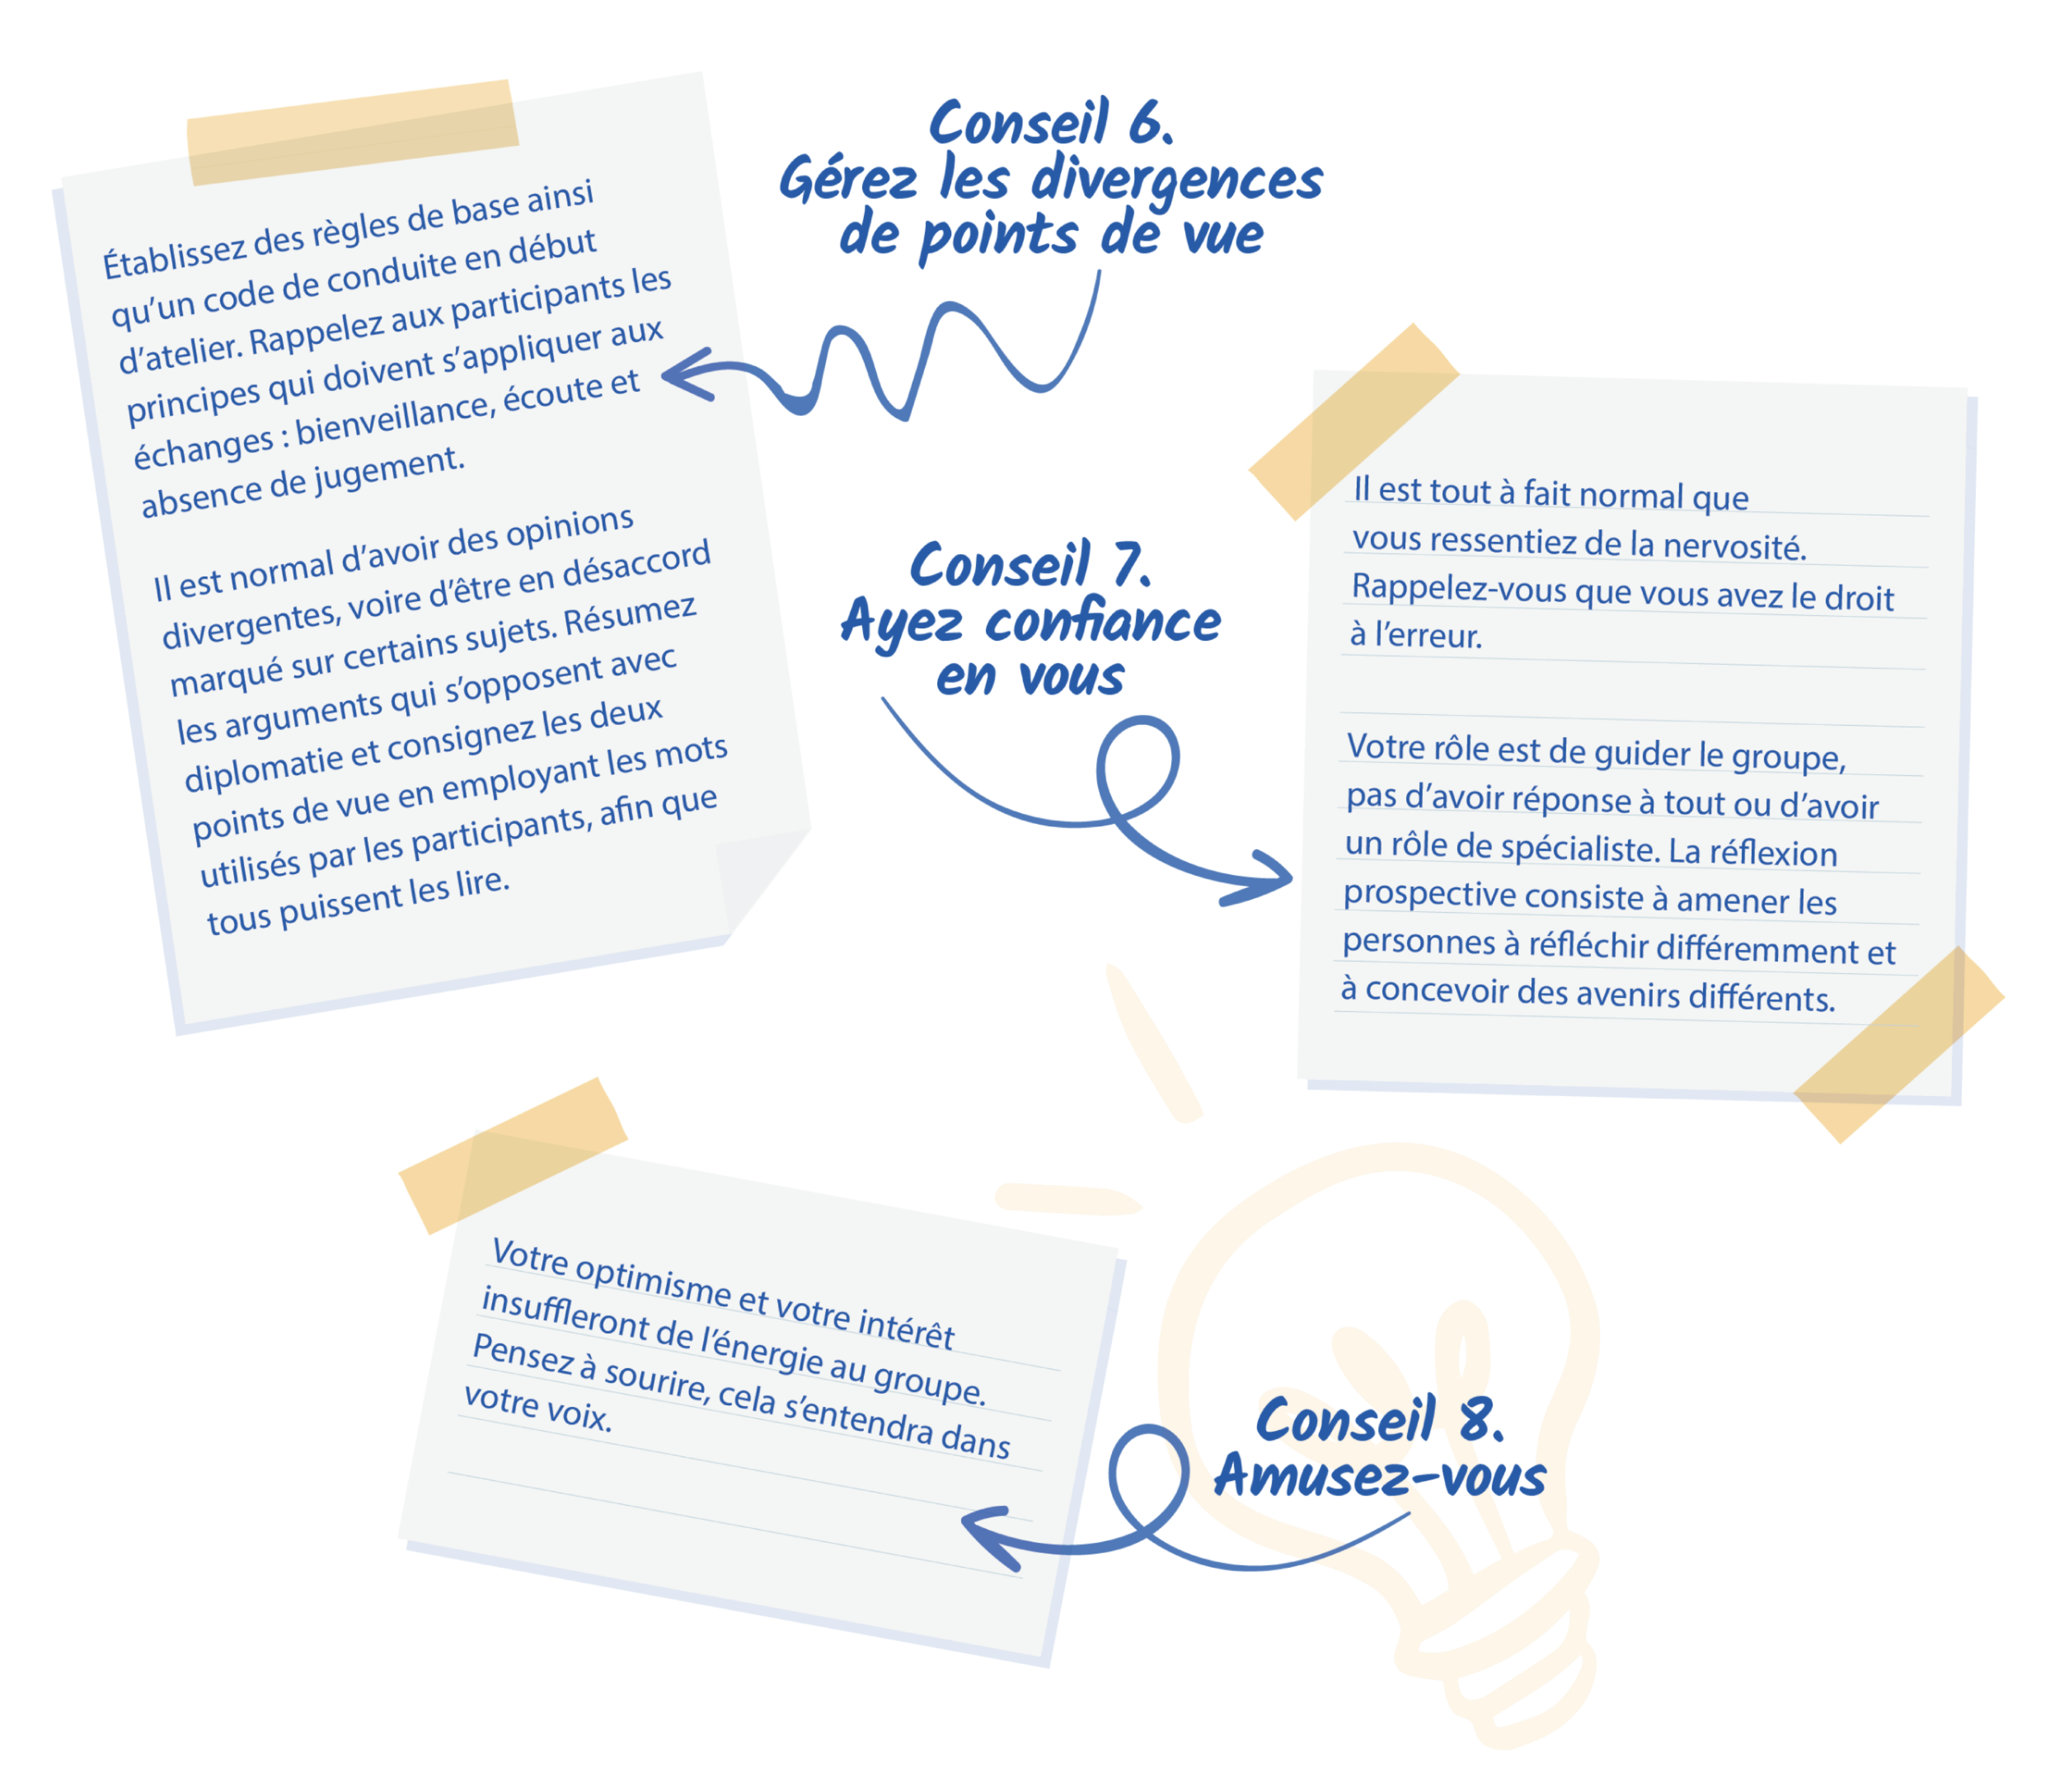 Conseil 6.
Gérez les divergences
de points de vue
Établissez des règles de base ainsi
qu’un code de conduite en début
d’atelier. Rappelez aux participants les
principes qui doivent s’appliquer aux
échanges : bienveillance, écoute et
absence de jugement.
Il est normal d’avoir des opinions
divergentes, voire d’être en désaccord
marqué sur certains sujets. Résumez
les arguments qui s’opposent avec
diplomatie et consignez les deux
points de vue en employant les mots
utilisés par les participants, afin que
tous puissent les lire.
Conseil 7.
Ayez confiance
en vous
Il est tout à fait normal que
vous ressentiez de la nervosité.
Rappelez-vous que vous avez le droit
à l’erreur.
Votre rôle est de guider le groupe,
pas d’avoir réponse à tout ou d’avoir
un rôle de spécialiste. La réflexion
prospective consiste à amener les
personnes à réfléchir différemment et
à concevoir des avenirs différents.
Conseil 8.
Amusez-vous
Votre optimisme et votre intérêt
insuffleront de l’énergie au groupe.
Pensez à sourire, cela s’entendra dans
votre voix.